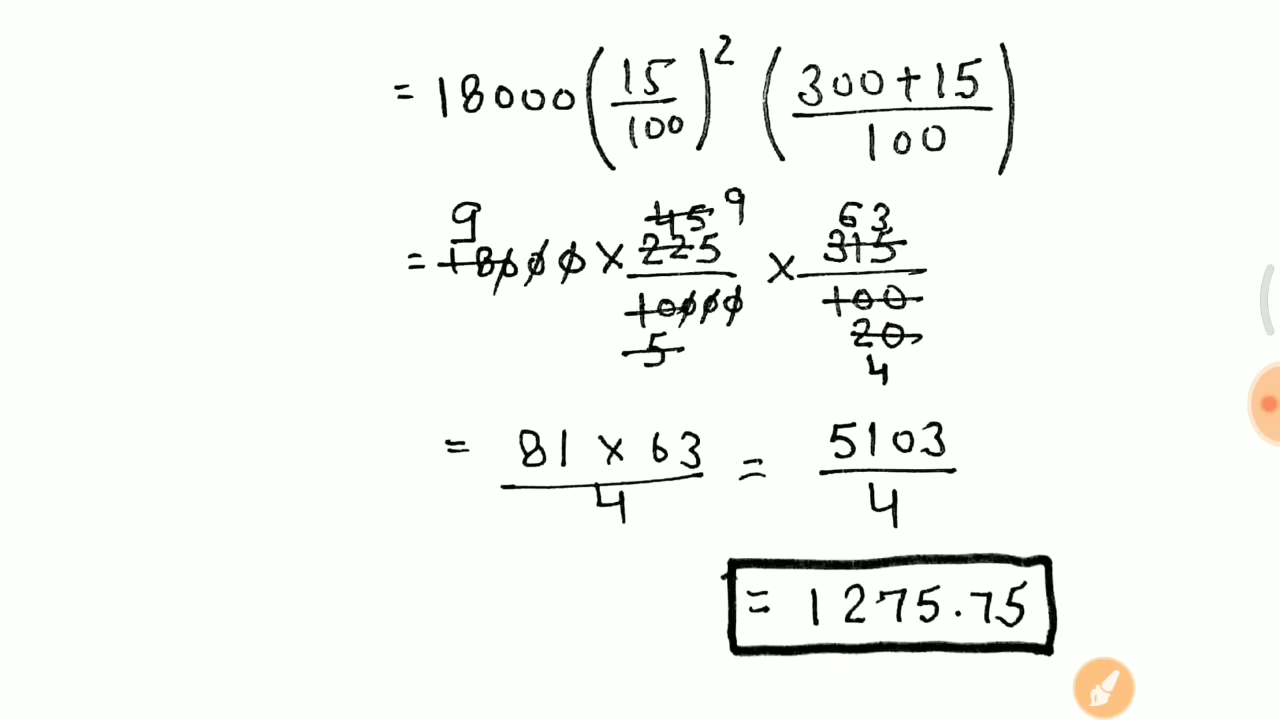 = 18000 (15/100)² (300+15/100)
9 45 9 63
= 18000 × 225/10000 × 315/100
5 20
4
= 81 × 63/4 = 5103/4
= 1275.75